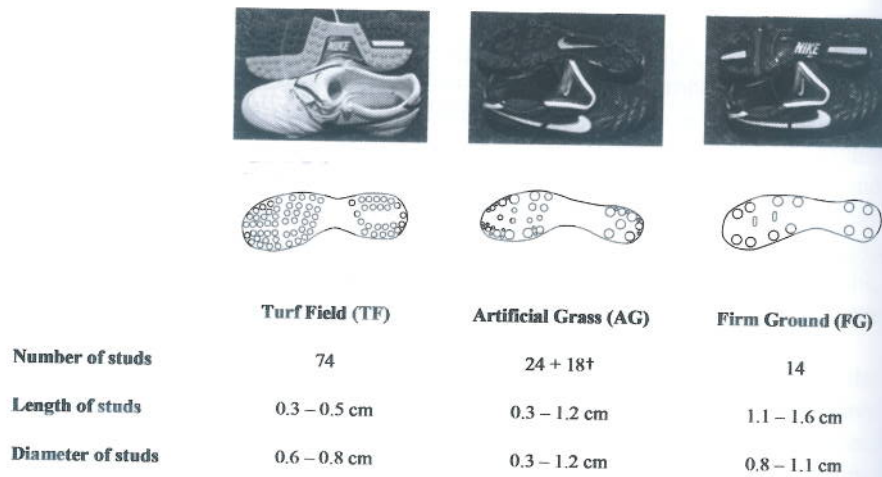 NIKE
NIKE
Turf Field (TF) Artificial Grass (AG) Firm Ground (FG)
Number of studs 74 24 + 18† 14
Length of studs 0.3 – 0.5 cm 0.3 – 1.2 cm 1.1 – 1.6 cm
Diameter of studs 0.6 – 0.8 cm 0.3 – 1.2 cm 0.8 – 1.1 cm